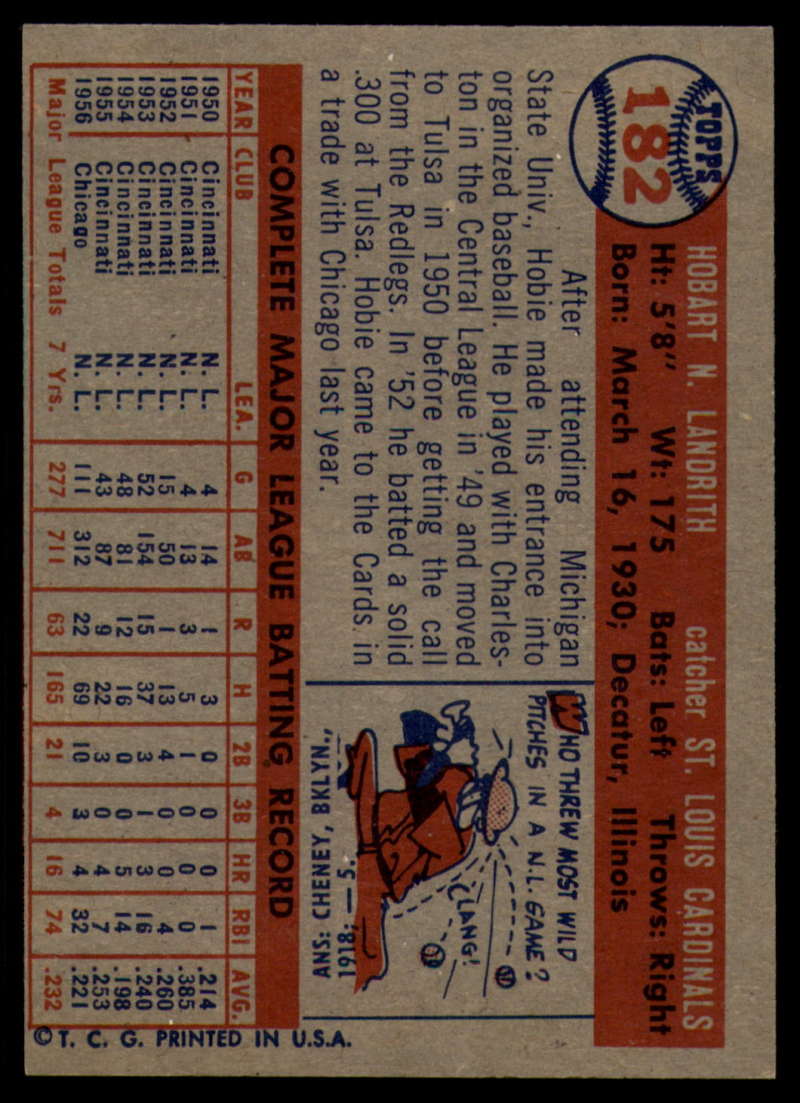 TOPPS
182
HOBART N. LANDRITH catcher ST. LOUIS CARDINALS
Ht: 5'8" Wt: 175 Bats: Left Throws: Right
Born: March 16, 1930; Decatur, Illinois
After attending Michigan
State Univ., Hobie made his entrance into
organized baseball. He played with Charles-
ton in the Central League in '49 and moved
to Tulsa in 1950 before getting the call
from the Redlegs. In '52 he batted a solid
.300 at Tulsa. Hobie came to the Cards. in
a trade with Chicago last year.
WHO THREW MOST WILD
PITCHES IN A N.L. GAME?
CLANG!
ANS: CHENEY, BKLYN.,
1918;—5.
COMPLETE MAJOR LEAGUE BATTING RECORD
YEAR CLUB LEA. G AB R H 2B 3B HR RBI AVG.
1950 Cincinnati N. L. 4 14 1 3 0 0 0 1 .214
1951 Cincinnati N. L. 4 13 3 5 1 0 0 0 .385
1952 Cincinnati N. L. 15 50 1 13 4 0 0 4 .260
1953 Cincinnati N. L. 52 154 15 37 3 1 3 16 .240
1954 Cincinnati N. L. 48 81 12 16 0 0 5 14 .198
1955 Cincinnati N. L. 43 87 9 22 3 0 4 7 .253
1956 Chicago N. L. 111 312 22 69 10 3 4 32 .221
Major League Totals 7 Yrs. 277 711 63 165 21 4 16 74 .232
© T. C. G. PRINTED IN U.S.A.